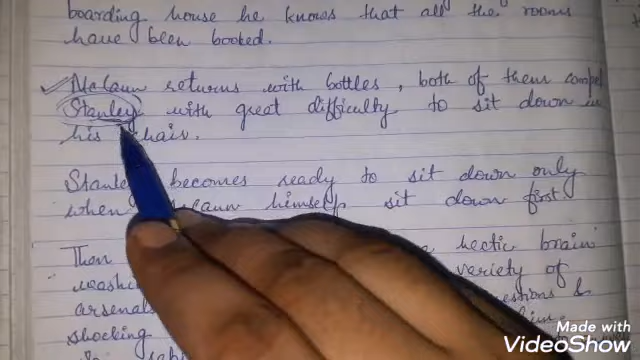 boarding house he knows that all the rooms
have been booked.
McCann returns with bottles, both of them compel
Stanley with great difficulty to sit down in
his chair.
Stanley becomes ready to sit down only
when McCann himself sit down first.
Then hectic brain
variety of
arsenals
shocking
Made with
VideoShow